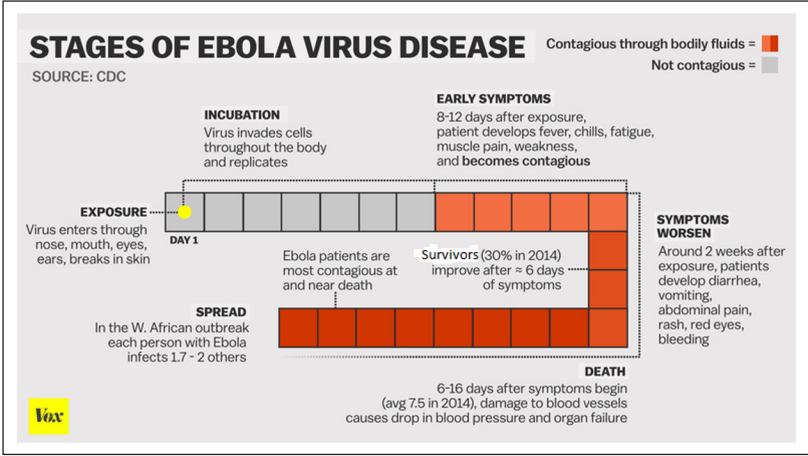 STAGES OF EBOLA VIRUS DISEASE
SOURCE: CDC
Contagious through bodily fluids =
Not contagious =
INCUBATION
Virus invades cells
throughout the body
and replicates
EARLY SYMPTOMS
8-12 days after exposure,
patient develops fever, chills, fatigue,
muscle pain, weakness,
and becomes contagious
EXPOSURE
Virus enters through
nose, mouth, eyes,
ears, breaks in skin
DAY 1
SYMPTOMS
WORSEN
Around 2 weeks after
exposure, patients
develop diarrhea,
vomiting,
abdominal pain,
rash, red eyes,
bleeding
Survivors (30% in 2014)
improve after ≈ 6 days
of symptoms
Ebola patients are
most contagious at
and near death
SPREAD
In the W. African outbreak
each person with Ebola
infects 1.7 - 2 others
DEATH
6-16 days after symptoms begin
(avg 7.5 in 2014), damage to blood vessels
causes drop in blood pressure and organ failure
Vox